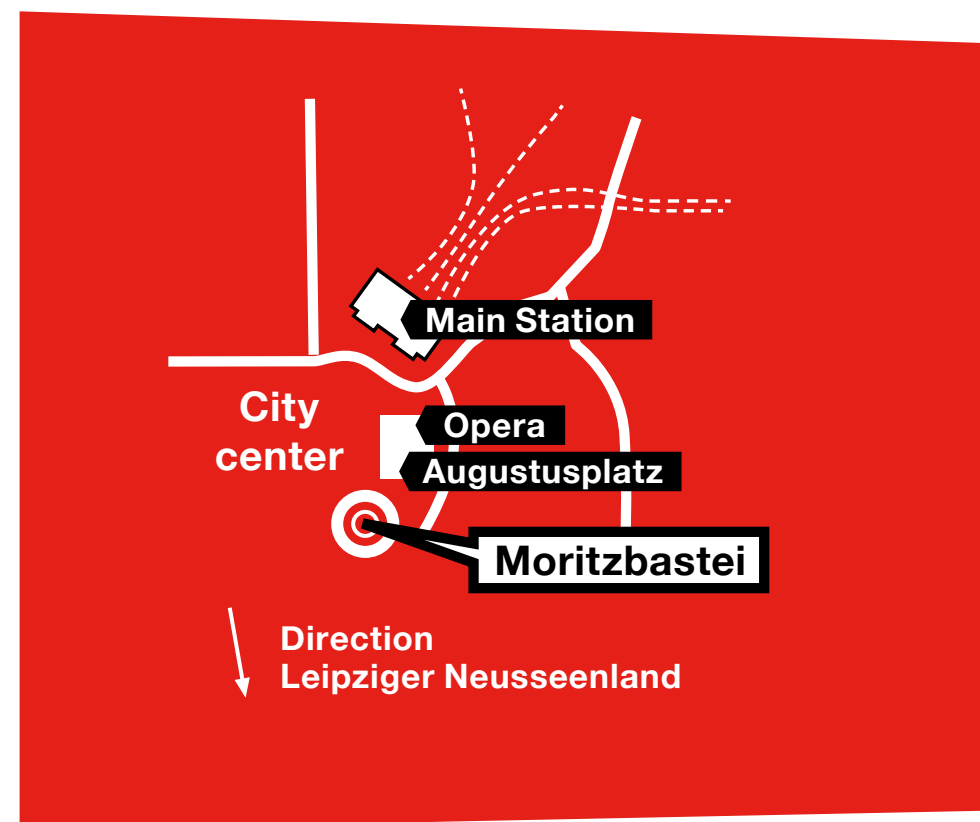 Main Station
City
center
Opera
Augustusplatz
Moritzbastei
Direction
Leipziger Neusseenland